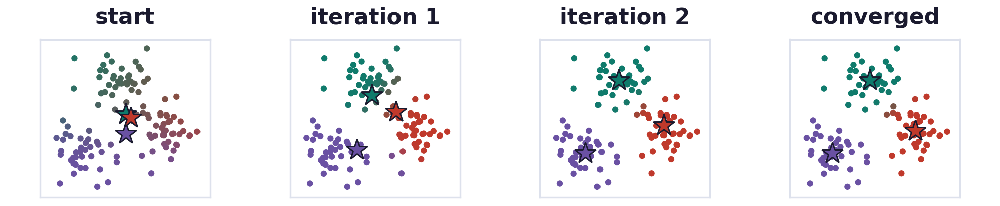 start
iteration 1
iteration 2
converged